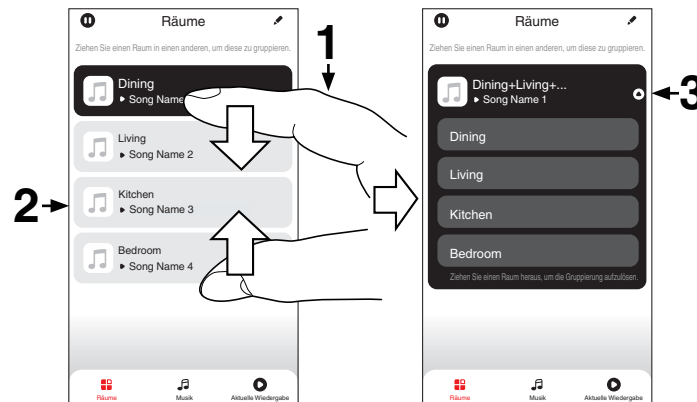 Räume
Ziehen Sie einen Raum in einen anderen, um diese zu gruppieren.
1
Dining
Song Name
Living
Song Name 2
2
Kitchen
Song Name 3
Bedroom
Song Name 4
Räume
Musik
Aktuelle Wiedergabe
Räume
Ziehen Sie einen Raum in einen anderen, um diese zu gruppieren.
Dining+Living+...
Song Name 1
3
Dining
Living
Kitchen
Bedroom
Ziehen Sie einen Raum heraus, um die Gruppierung aufzulösen.
Räume
Musik
Aktuelle Wiedergabe